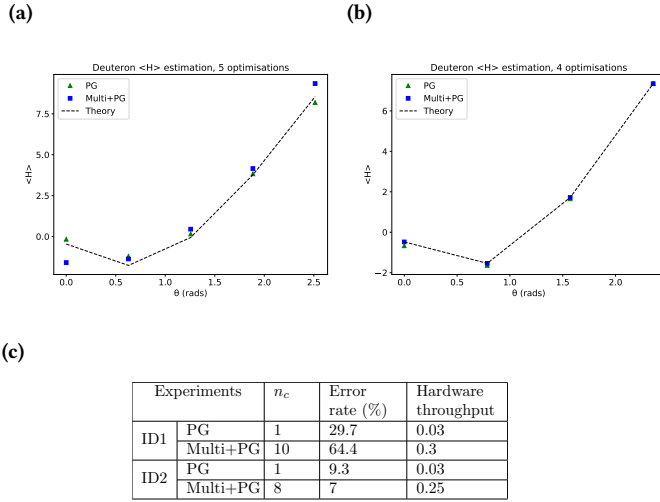 (a)
Deuteron <H> estimation, 5 optimisations
PG
Multi+PG
Theory
7.5
5.0
2.5
0.0
<H>
0.0 0.5 1.0 1.5 2.0 2.5
θ (rads)
(b)
Deuteron <H> estimation, 4 optimisations
PG
Multi+PG
Theory
6
4
2
0
−2
<H>
0.0 0.5 1.0 1.5 2.0
θ (rads)
(c)
Experiments n_c Error rate (%) Hardware throughput
ID1 PG 1 29.7 0.03
Multi+PG 10 64.4 0.3
ID2 PG 1 9.3 0.03
Multi+PG 8 7 0.25